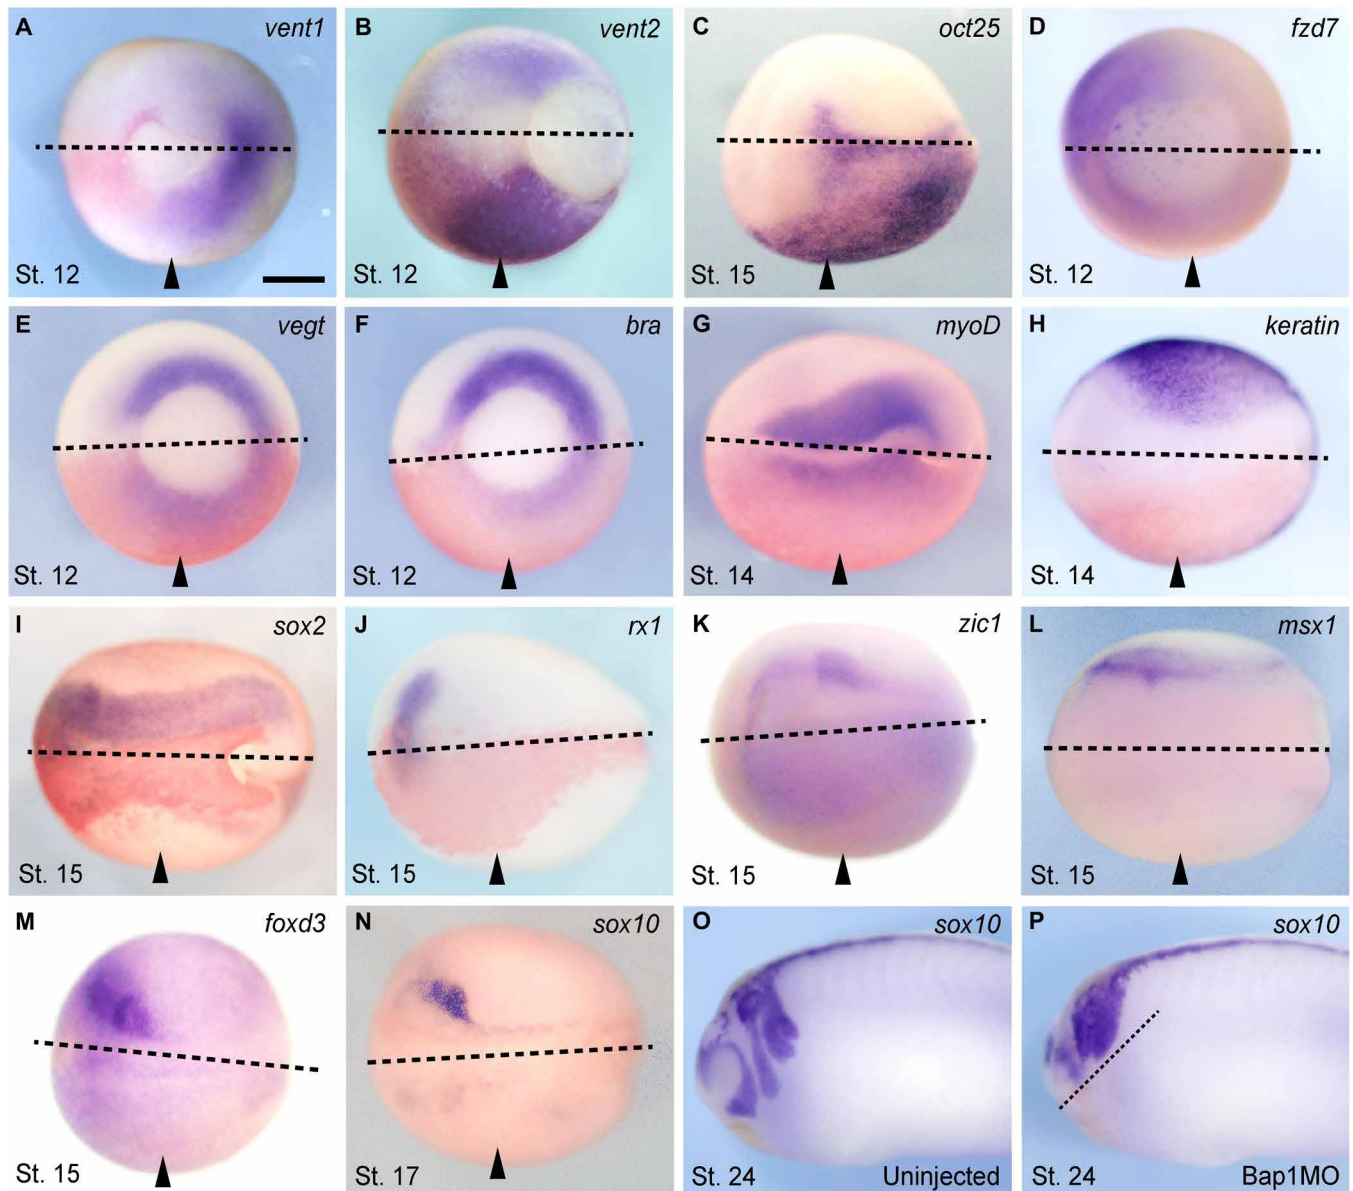 A vent1
St. 12
B vent2
St. 12
C oct25
St. 15
D fzd7
St. 12
E vegt
St. 12
F bra
St. 12
G myoD
St. 14
H keratin
St. 14
I sox2
St. 15
J rx1
St. 15
K zic1
St. 15
L msx1
St. 15
M foxd3
St. 15
N sox10
St. 17
O sox10
St. 24 Uninjected
P sox10
St. 24 Bap1MO